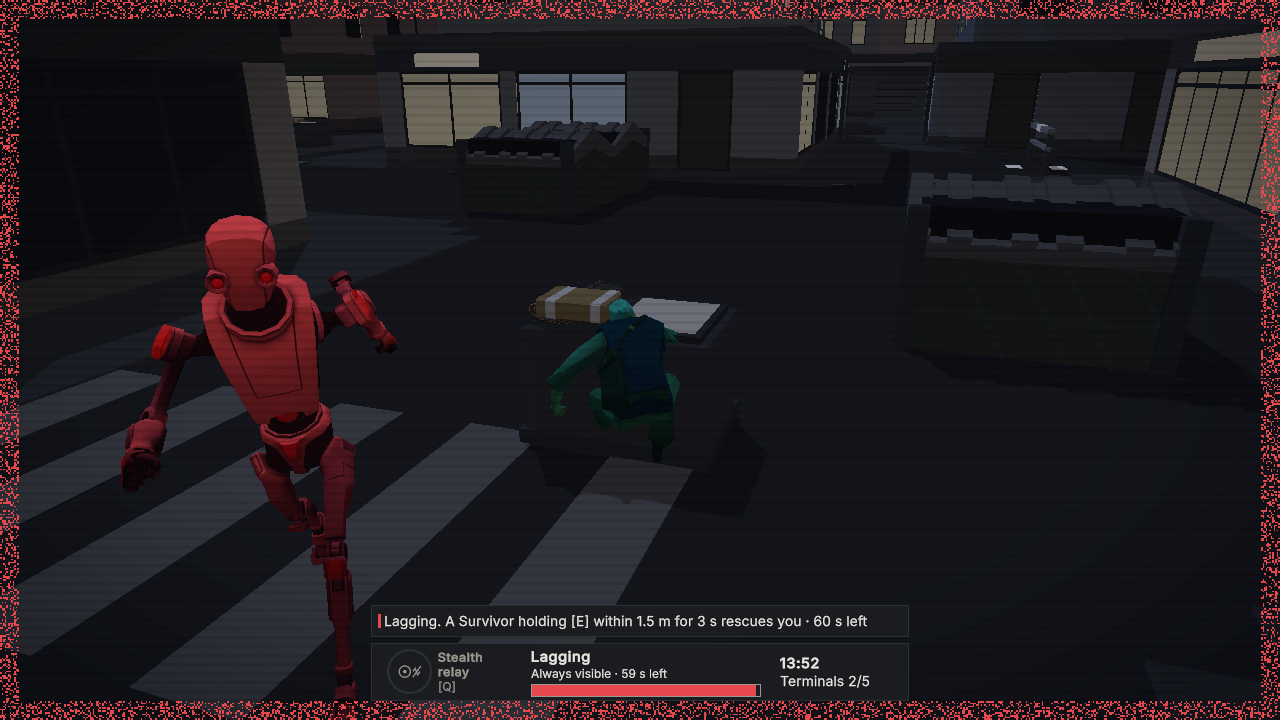 Lagging. A Survivor holding [E] within 1.5 m for 3 s rescues you · 60 s left
Stealth
relay
[Q]
Lagging
Always visible · 59 s left
13:52
Terminals 2/5